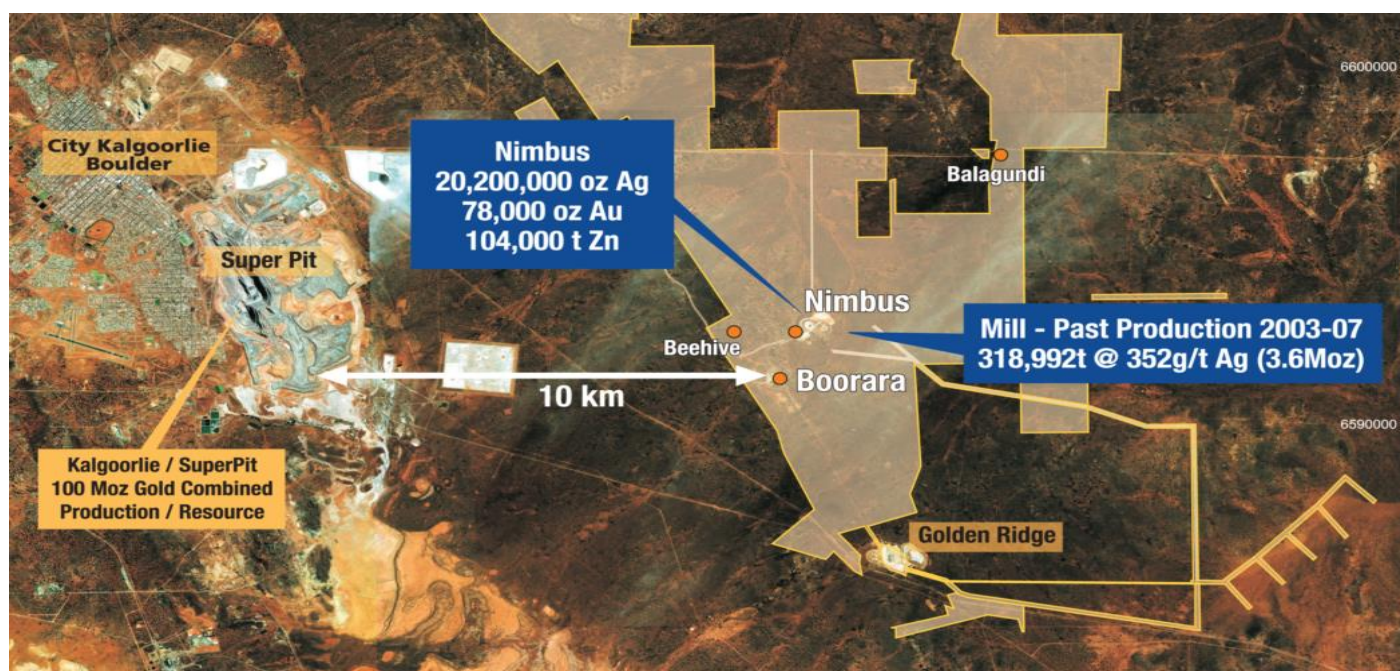 6600000
City Kalgoorlie
Boulder
Nimbus
20,200,000 oz Ag
78,000 oz Au
104,000 t Zn
Balagundi
Super Pit
Nimbus
Mill - Past Production 2003-07
318,992t @ 352g/t Ag (3.6Moz)
Beehive
Boorara
10 km
6590000
Kalgoorlie / SuperPit
100 Moz Gold Combined
Production / Resource
Golden Ridge